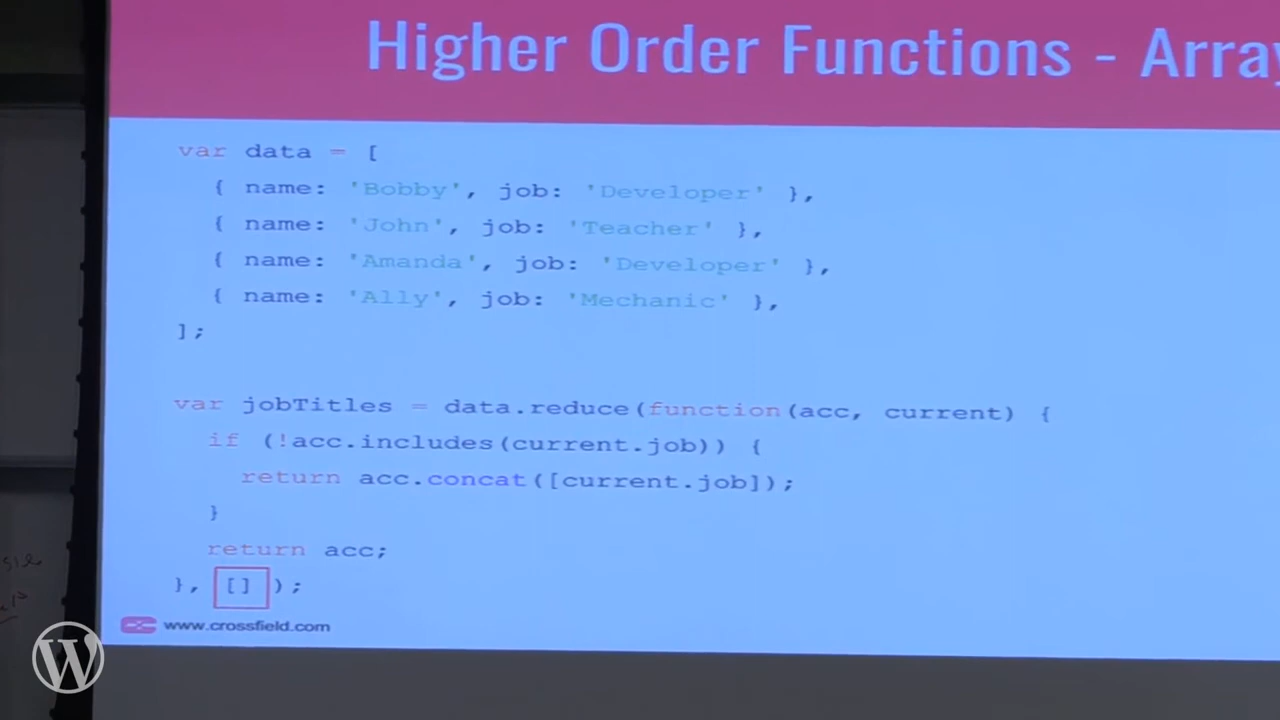 Higher Order Functions - Array
var data = [
{ name: 'Bobby', job: 'Developer' },
{ name: 'John', job: 'Teacher' },
{ name: 'Amanda', job: 'Developer' },
{ name: 'Ally', job: 'Mechanic' },
];
var jobTitles = data.reduce(function(acc, current) {
if (!acc.includes(current.job)) {
return acc.concat([current.job]);
}
return acc;
}, [] );
www.crossfield.com
W